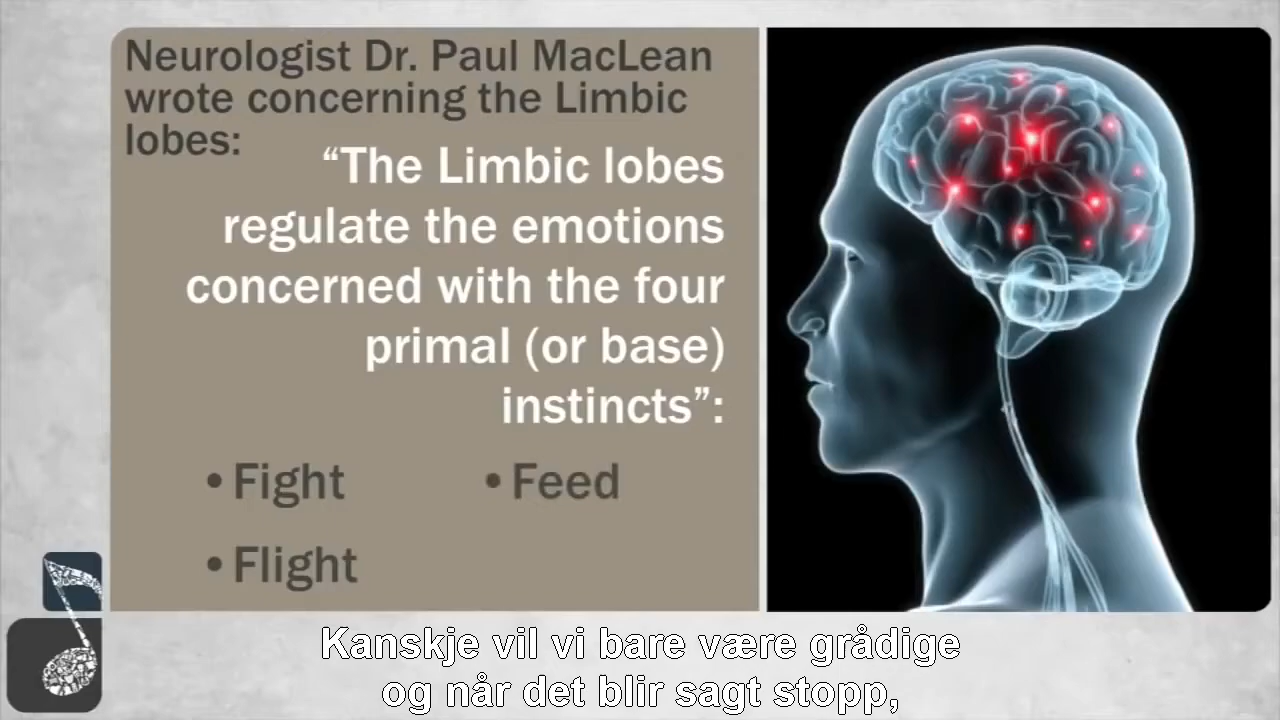 Neurologist Dr. Paul MacLean
wrote concerning the Limbic
lobes:
“The Limbic lobes
regulate the emotions
concerned with the four
primal (or base)
instincts”:
• Fight
• Feed
• Flight
Kanskje vil vi bare være grådige
og når det blir sagt stopp,